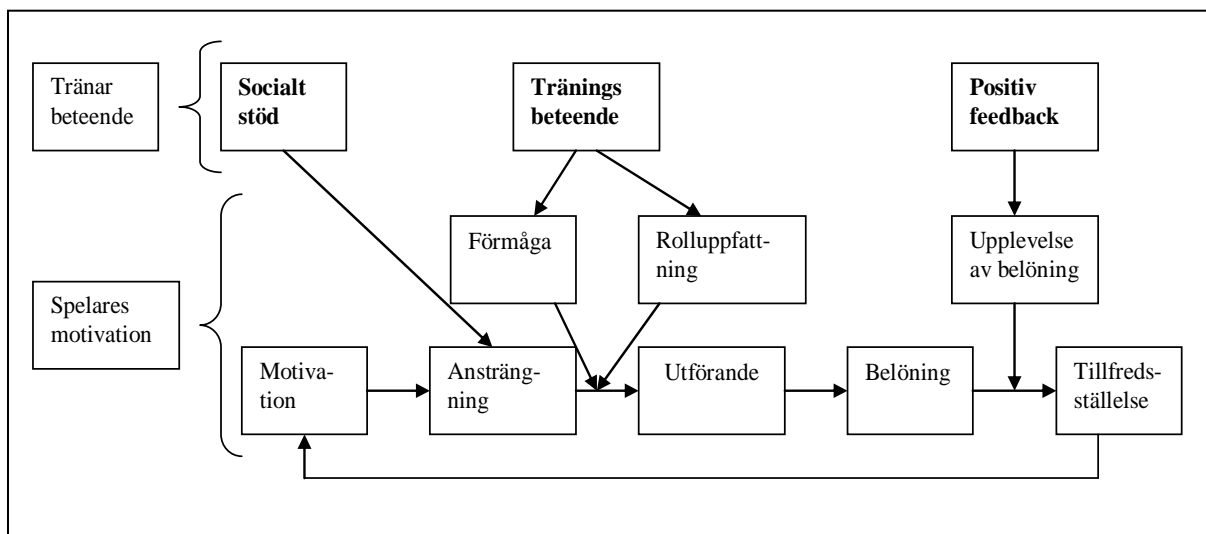 Tränar
beteende
Socialt
stöd
Tränings
beteende
Positiv
feedback
Förmåga
Rolluppfatt-
ning
Upplevelse
av belöning
Spelares
motivation
Motiva-
tion
Ansträng-
ning
Utförande
Belöning
Tillfreds-
ställelse